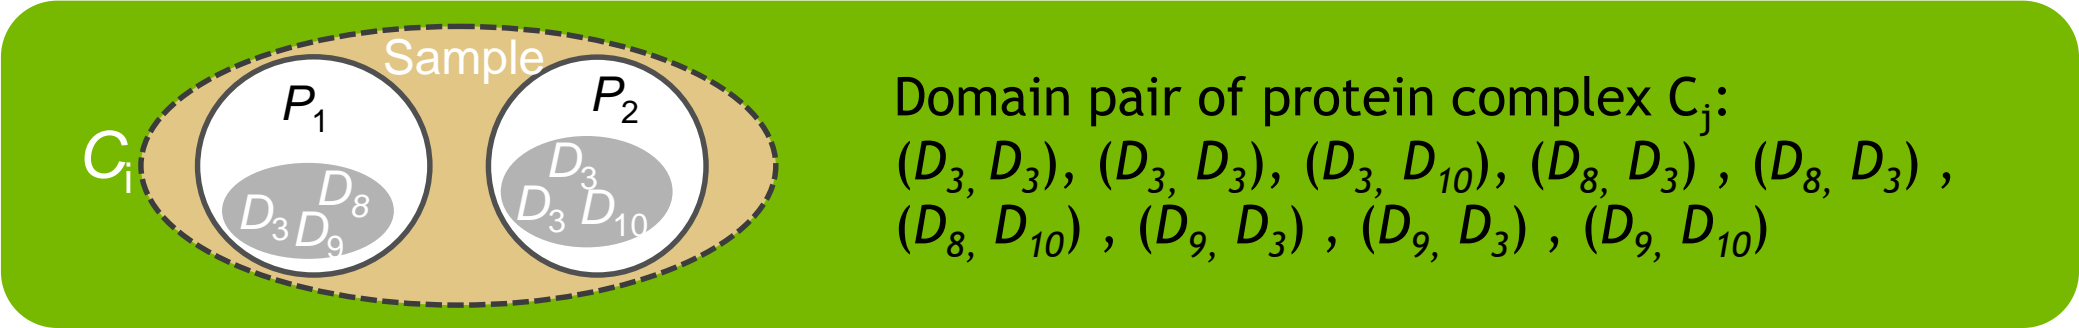 Sample
P1
P2
Ci
D8
D3
D9
D3
D3
D10
Domain pair of protein complex Cj:
(D3, D3), (D3, D3), (D3, D10), (D8, D3) , (D8, D3) ,
(D8, D10) , (D9, D3) , (D9, D3) , (D9, D10)